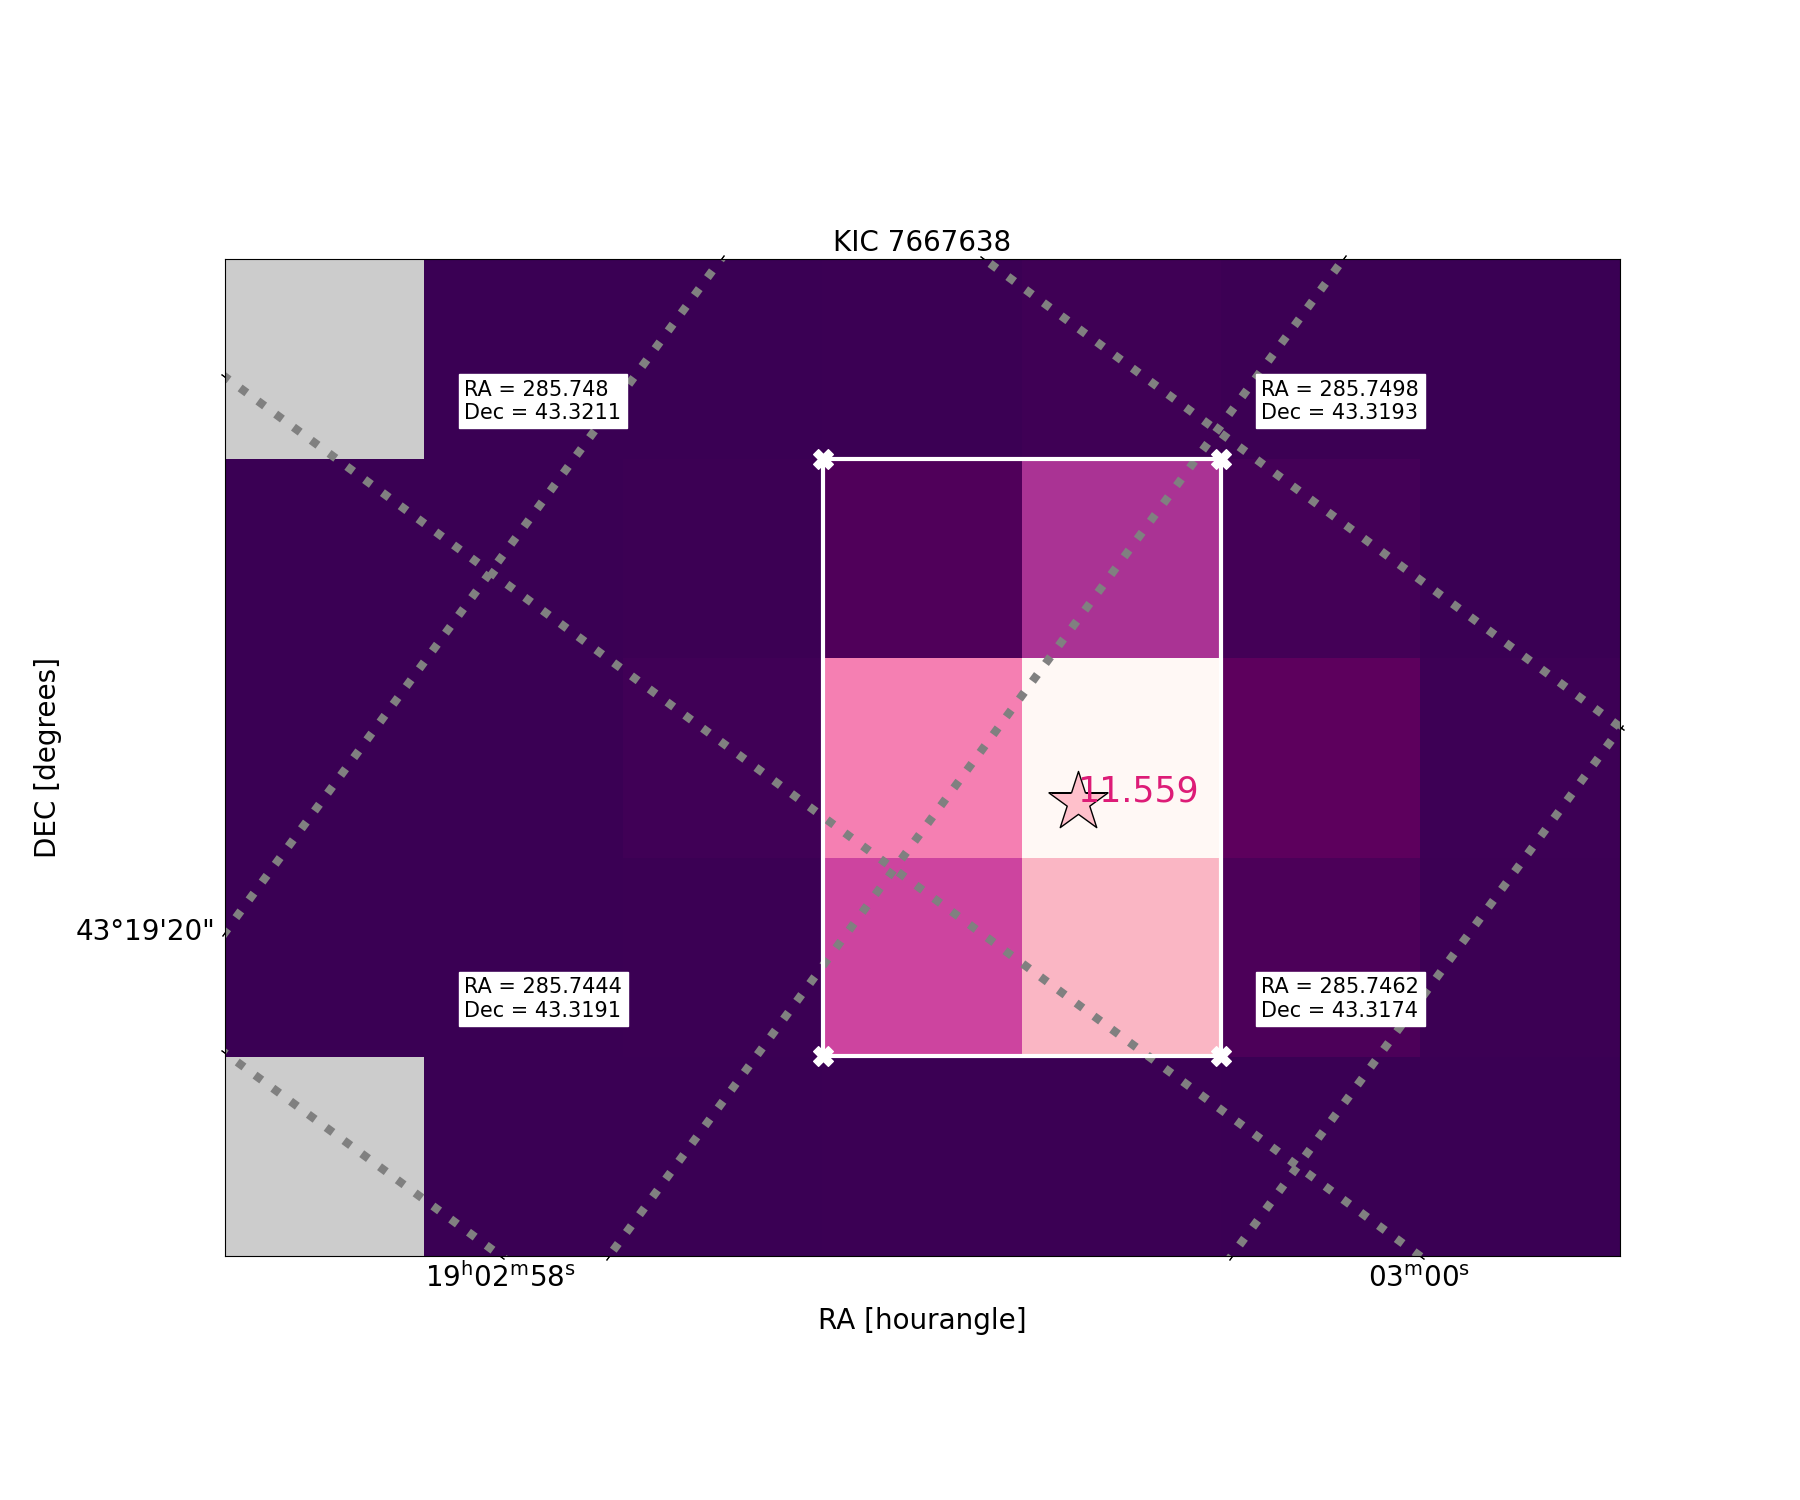 KIC 7667638
RA = 285.748
Dec = 43.3211
RA = 285.7498
Dec = 43.3193
11.559
DEC [degrees]
43°19'20"
RA = 285.7444
Dec = 43.3191
RA = 285.7462
Dec = 43.3174
19ʰ02ᵐ58ˢ
03ᵐ00ˢ
RA [hourangle]